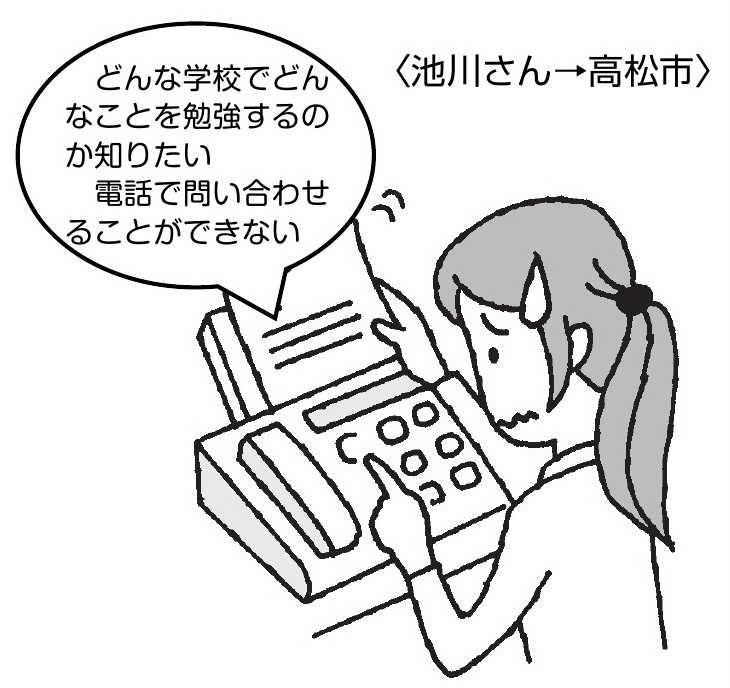 〈池川さん→高松市〉
　どんな学校でどん
なことを勉強するの
か知りたい
　電話で問い合わせ
ることができない